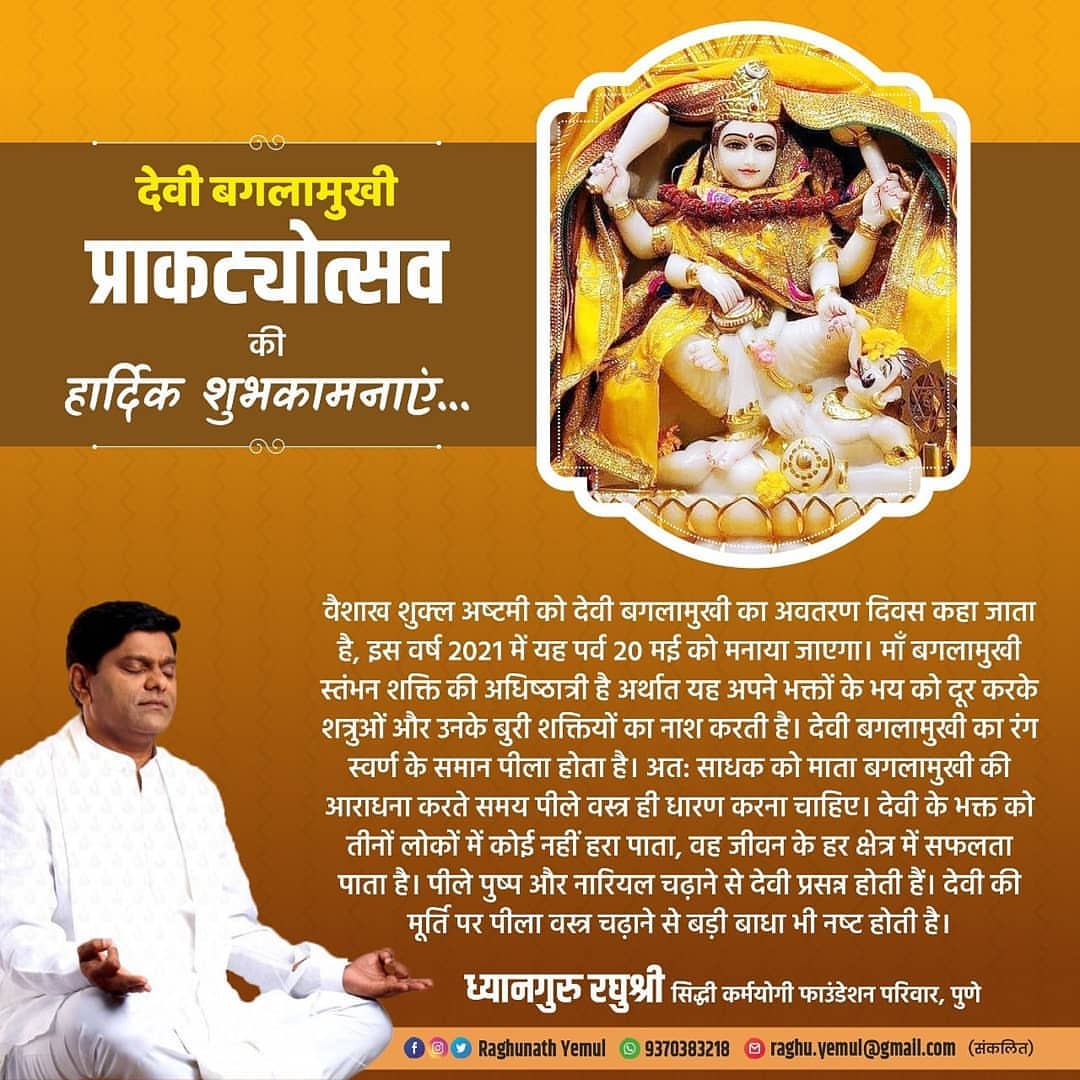 देवी बगलामुखी
प्राकट्योत्सव
की
हार्दिक शुभकामनाएं...
वैशाख शुक्ल अष्टमी को देवी बगलामुखी का अवतरण दिवस कहा जाता
है, इस वर्ष 2021 में यह पर्व 20 मई को मनाया जाएगा। माँ बगलामुखी
स्तंभन शक्ति की अधिष्ठात्री है अर्थात यह अपने भक्तों के भय को दूर करके
शत्रुओं और उनके बुरी शक्तियों का नाश करती है। देवी बगलामुखी का रंग
स्वर्ण के समान पीला होता है। अत: साधक को माता बगलामुखी की
आराधना करते समय पीले वस्त्र ही धारण करना चाहिए। देवी के भक्त को
तीनों लोकों में कोई नहीं हरा पाता, वह जीवन के हर क्षेत्र में सफलता
पाता है। पीले पुष्प और नारियल चढ़ाने से देवी प्रसन्न होती हैं। देवी की
मूर्ति पर पीला वस्त्र चढ़ाने से बड़ी बाधा भी नष्ट होती है।
ध्यानगुरु रघुश्री सिद्धी कर्मयोगी फाउंडेशन परिवार, पुणे
Raghunath Yemul 9370383218 raghu.yemul@gmail.com (संकलित)